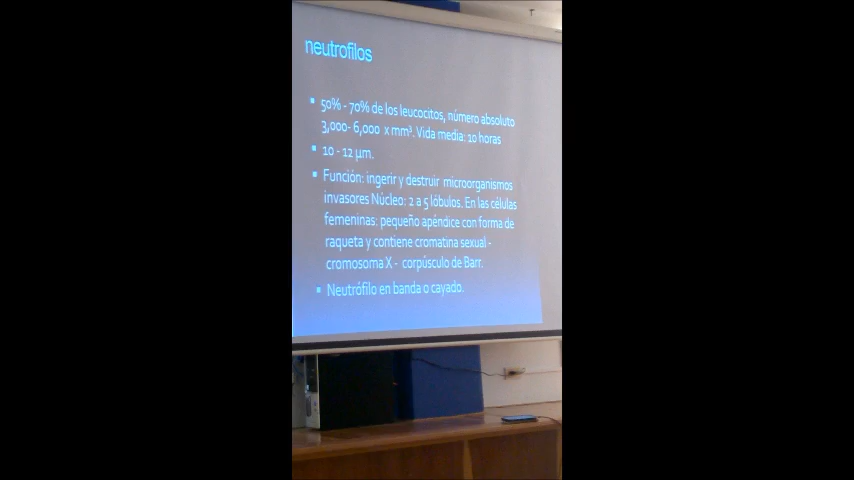 neutrofilos
▪ 50% - 70% de los leucocitos, número absoluto
3,000- 6,000 x mm³. Vida media: 10 horas
▪ 10 - 12 µm.
▪ Función: ingerir y destruir microorganismos
invasores Núcleo: 2 a 5 lóbulos. En las células
femeninas: pequeño apéndice con forma de
raqueta y contiene cromatina sexual -
cromosoma X - corpúsculo de Barr.
▪ Neutrófilo en banda o cayado.